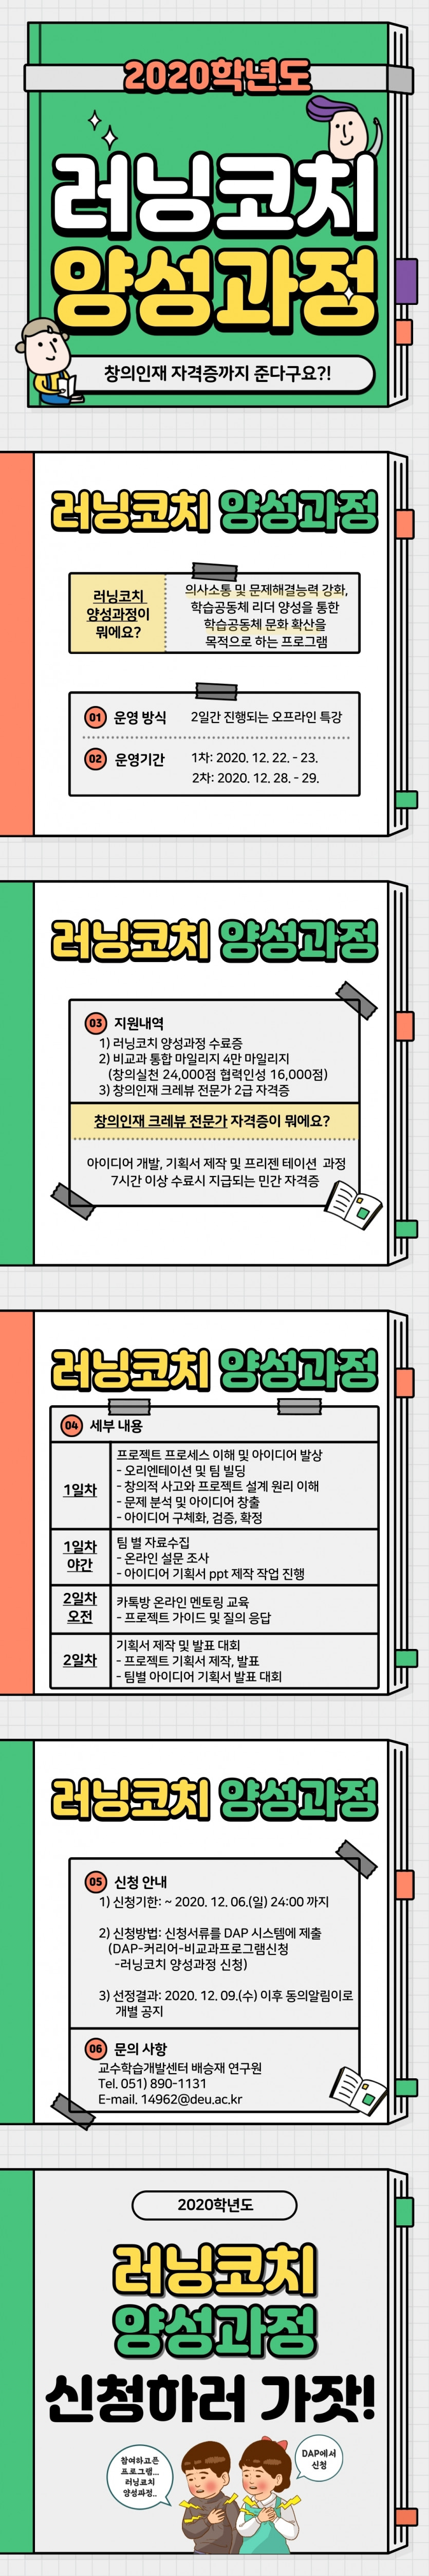 2020학년도
러닝코치
양성과정
창의인재 자격증까지 준다구요?!
러닝코치 양성과정
러닝코치
양성과정이
뭐에요?
의사소통 및 문제해결능력 강화,
학습공동체 리더 양성을 통한
학습공동체 문화 확산을
목적으로 하는 프로그램
01 운영 방식 2일간 진행되는 오프라인 특강
02 운영기간 1차: 2020. 12. 22. - 23.
2차: 2020. 12. 28. - 29.
러닝코치 양성과정
03 지원내역
1) 러닝코치 양성과정 수료증
2) 비교과 통합 마일리지 4만 마일리지
(창의실천 24,000점 협력인성 16,000점)
3) 창의인재 크레뷰 전문가 2급 자격증
창의인재 크레뷰 전문가 자격증이 뭐에요?
아이디어 개발, 기획서 제작 및 프리젠 테이션 과정
7시간 이상 수료시 지급되는 민간 자격증
러닝코치 양성과정
04 세부 내용
1일차
프로젝트 프로세스 이해 및 아이디어 발상
- 오리엔테이션 및 팀 빌딩
- 창의적 사고와 프로젝트 설계 원리 이해
- 문제 분석 및 아이디어 창출
- 아이디어 구체화, 검증, 확정
1일차
야간
팀 별 자료수집
- 온라인 설문 조사
- 아이디어 기획서 ppt 제작 작업 진행
2일차
오전
카톡방 온라인 멘토링 교육
- 프로젝트 가이드 및 질의 응답
2일차
기획서 제작 및 발표 대회
- 프로젝트 기획서 제작, 발표
- 팀별 아이디어 기획서 발표 대회
러닝코치 양성과정
05 신청 안내
1) 신청기한: ~ 2020. 12. 06.(일) 24:00 까지
2) 신청방법: 신청서류를 DAP 시스템에 제출
(DAP-커리어-비교과프로그램신청
-러닝코치 양성과정 신청)
3) 선정결과: 2020. 12. 09.(수) 이후 동의알림이로
개별 공지
06 문의 사항
교수학습개발센터 배승재 연구원
Tel. 051) 890-1131
E-mail. 14962@deu.ac.kr
2020학년도
러닝코치
양성과정
신청하러 가잣!
참여하고픈
프로그램...
러닝코치
양성과정..
DAP에서
신청